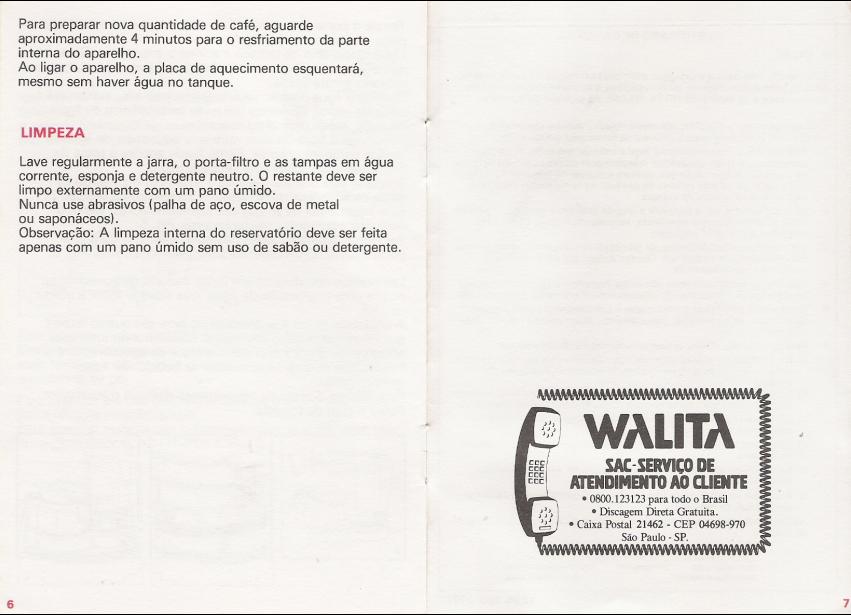 Para preparar nova quantidade de café, aguarde
aproximadamente 4 minutos para o resfriamento da parte
interna do aparelho.
Ao ligar o aparelho, a placa de aquecimento esquentará,
mesmo sem haver água no tanque.
LIMPEZA
Lave regularmente a jarra, o porta-filtro e as tampas em água
corrente, esponja e detergente neutro. O restante deve ser
limpo externamente com um pano úmido.
Nunca use abrasivos (palha de aço, escova de metal
ou saponáceos).
Observação: A limpeza interna do reservatório deve ser feita
apenas com um pano úmido sem uso de sabão ou detergente.
6
WALITA
SAC-SERVIÇO DE
ATENDIMENTO AO CLIENTE
• 0800.123123 para todo o Brasil
• Discagem Direta Gratuita.
• Caixa Postal 21462 - CEP 04698-970
São Paulo - SP.
7